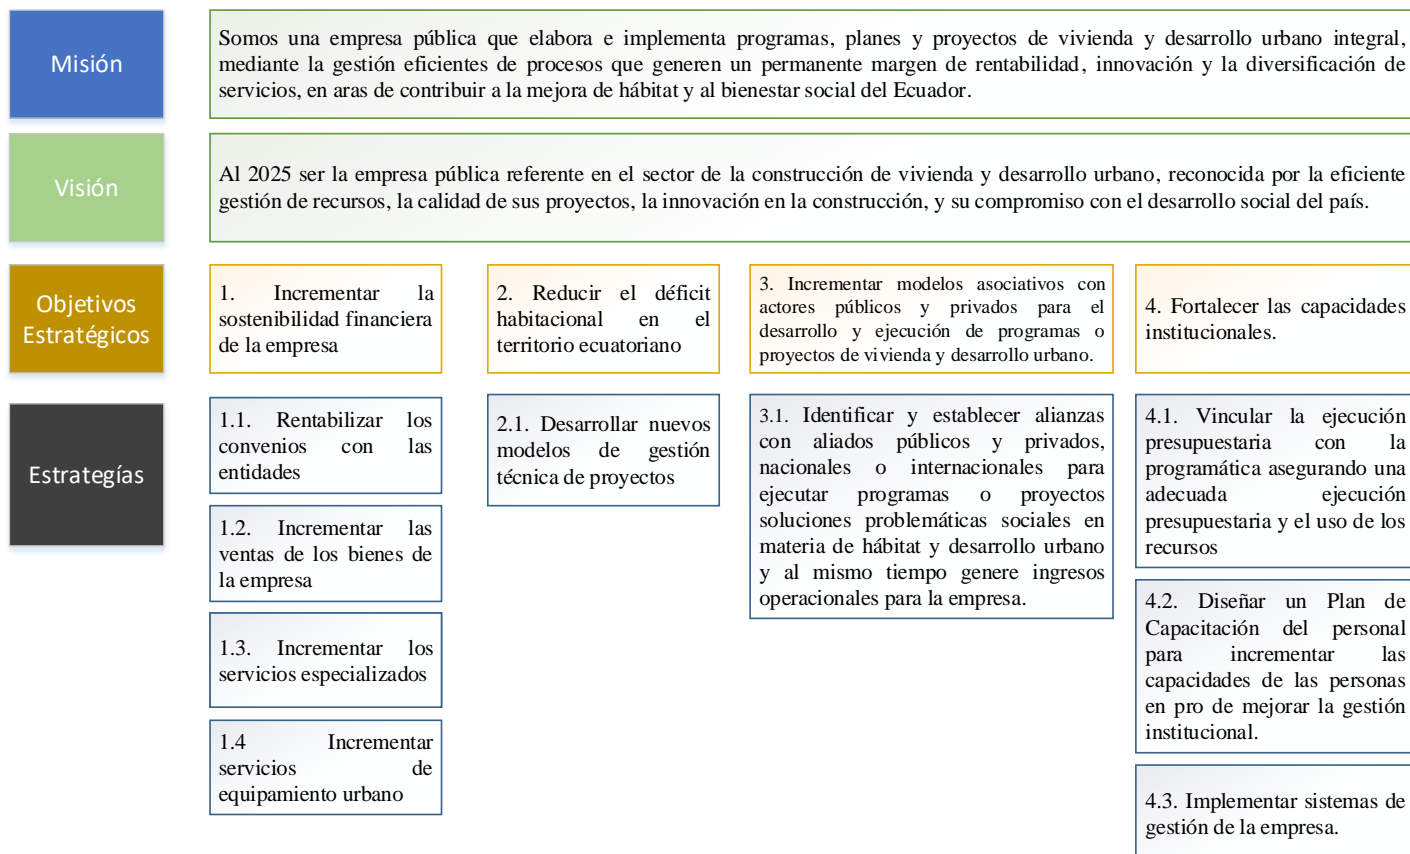 Misión
Somos una empresa pública que elabora e implementa programas, planes y proyectos de vivienda y desarrollo urbano integral,
mediante la gestión eficientes de procesos que generen un permanente margen de rentabilidad, innovación y la diversificación de
servicios, en aras de contribuir a la mejora de hábitat y al bienestar social del Ecuador.
Visión
Al 2025 ser la empresa pública referente en el sector de la construcción de vivienda y desarrollo urbano, reconocida por la eficiente
gestión de recursos, la calidad de sus proyectos, la innovación en la construcción, y su compromiso con el desarrollo social del país.
Objetivos
Estratégicos
1. Incrementar la
sostenibilidad financiera
de la empresa
2. Reducir el déficit
habitacional en el
territorio ecuatoriano
3. Incrementar modelos asociativos con
actores públicos y privados para el
desarrollo y ejecución de programas o
proyectos de vivienda y desarrollo urbano.
4. Fortalecer las capacidades
institucionales.
Estrategías
1.1. Rentabilizar los
convenios con las
entidades
1.2. Incrementar las
ventas de los bienes de
la empresa
1.3. Incrementar los
servicios especializados
1.4 Incrementar
servicios de
equipamiento urbano
2.1. Desarrollar nuevos
modelos de gestión
técnica de proyectos
3.1. Identificar y establecer alianzas
con aliados públicos y privados,
nacionales o internacionales para
ejecutar programas o proyectos
soluciones problemáticas sociales en
materia de hábitat y desarrollo urbano
y al mismo tiempo genere ingresos
operacionales para la empresa.
4.1. Vincular la ejecución
presupuestaria con la
programática asegurando una
adecuada ejecución
presupuestaria y el uso de los
recursos
4.2. Diseñar un Plan de
Capacitación del personal
para incrementar las
capacidades de las personas
en pro de mejorar la gestión
institucional.
4.3. Implementar sistemas de
gestión de la empresa.